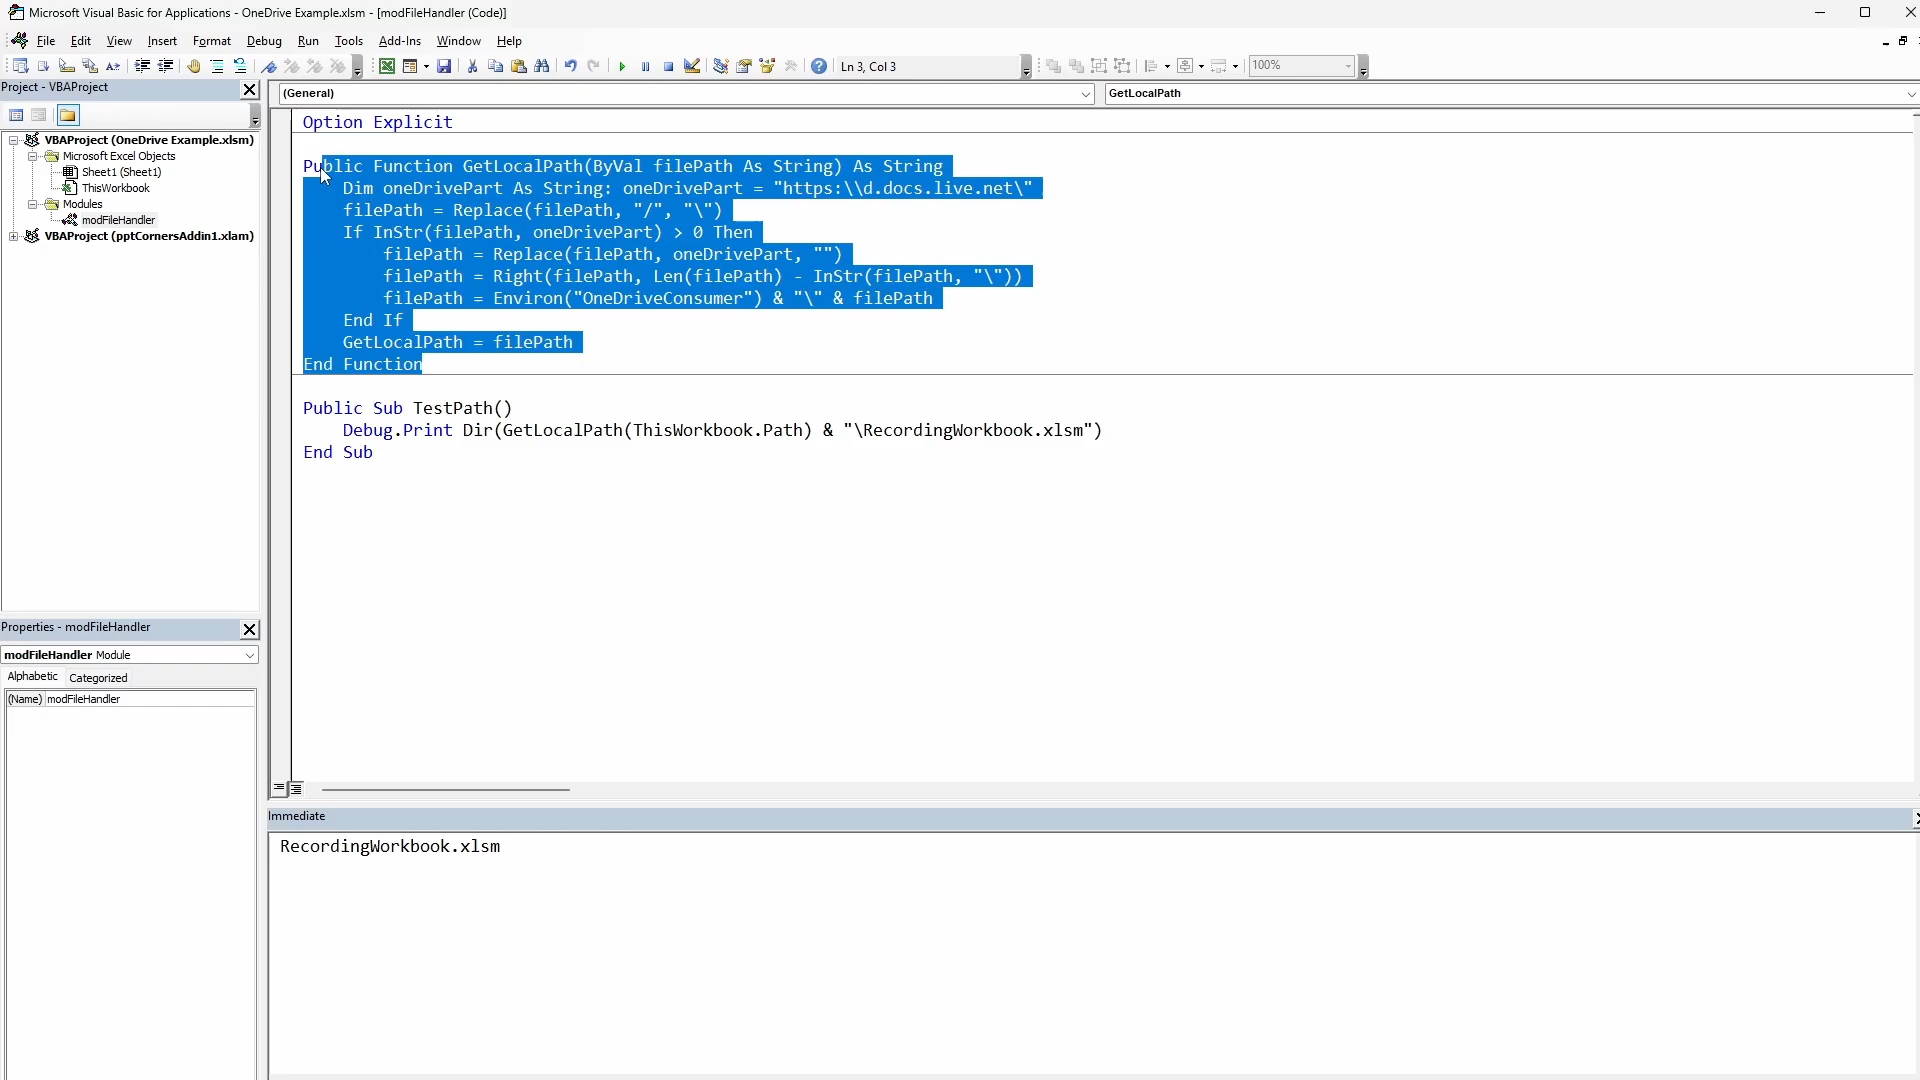 Microsoft Visual Basic for Applications - OneDrive Example.xlsm - [modFileHandler (Code)]
File Edit View Insert Format Debug Run Tools Add-Ins Window Help
Ln 3, Col 3
100%
Project - VBAProject
VBAProject (OneDrive Example.xlsm)
Microsoft Excel Objects
Sheet1 (Sheet1)
ThisWorkbook
Modules
modFileHandler
VBAProject (pptCornersAddin1.xlam)
Properties - modFileHandler
modFileHandler Module
Alphabetic Categorized
(Name) modFileHandler
(General) GetLocalPath
Option Explicit
Public Function GetLocalPath(ByVal filePath As String) As String
Dim oneDrivePart As String: oneDrivePart = "https:\\d.docs.live.net\"
filePath = Replace(filePath, "/", "\")
If InStr(filePath, oneDrivePart) > 0 Then
filePath = Replace(filePath, oneDrivePart, "")
filePath = Right(filePath, Len(filePath) - InStr(filePath, "\"))
filePath = Environ("OneDriveConsumer") & "\" & filePath
End If
GetLocalPath = filePath
End Function
Public Sub TestPath()
Debug.Print Dir(GetLocalPath(ThisWorkbook.Path) & "\RecordingWorkbook.xlsm")
End Sub
Immediate
RecordingWorkbook.xlsm